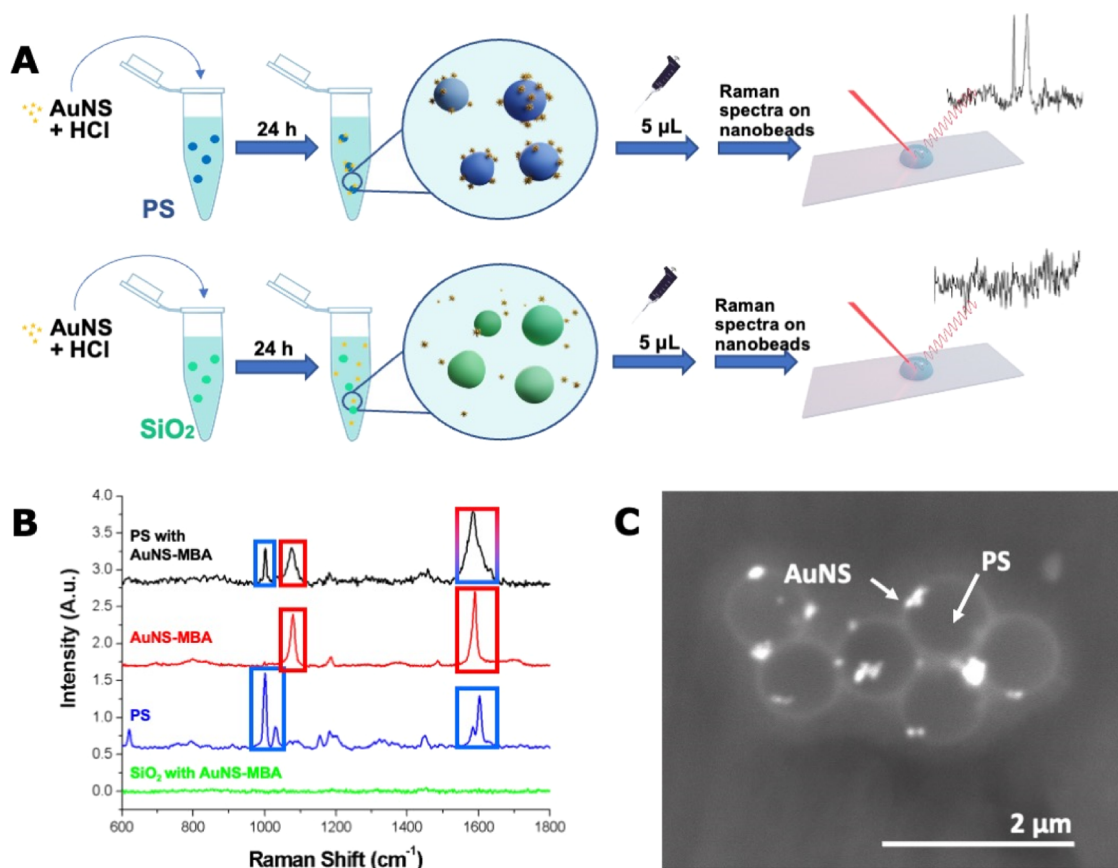 A
AuNS
+ HCl
24 h
5 µL
Raman
spectra on
nanobeads
PS
AuNS
+ HCl
24 h
5 µL
Raman
spectra on
nanobeads
SiO₂
B
4.0
3.5
3.0
2.5
2.0
1.5
1.0
0.5
0.0
Intensity (A.u.)
PS with
AuNS-MBA
AuNS-MBA
PS
SiO₂ with AuNS-MBA
600
800
1000
1200
1400
1600
1800
Raman Shift (cm⁻¹)
C
AuNS
PS
2 µm